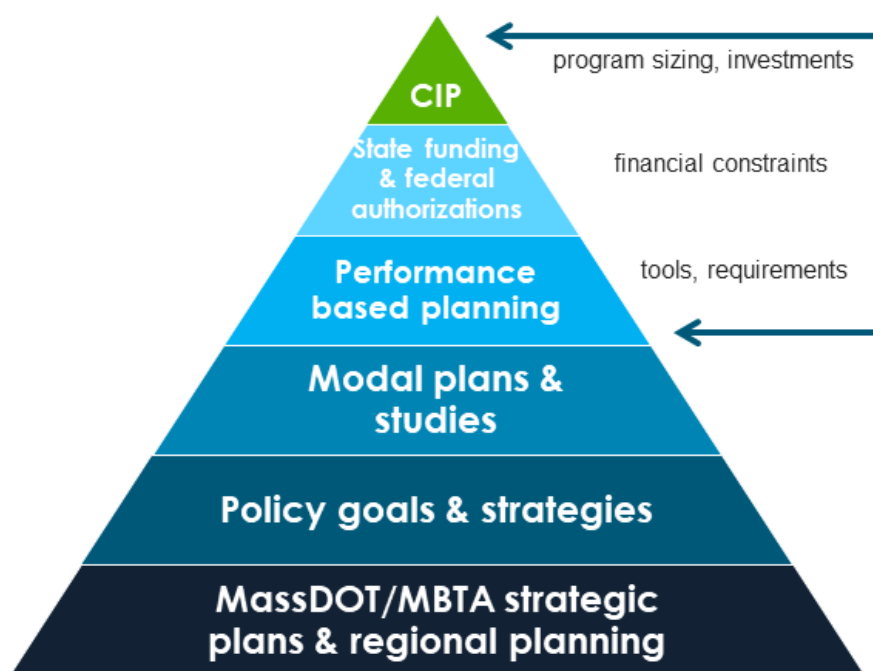 program sizing, investments
CIP
State funding
& federal
authorizations
financial constraints
Performance
based planning
tools, requirements
Modal plans &
studies
Policy goals & strategies
MassDOT/MBTA strategic
plans & regional planning